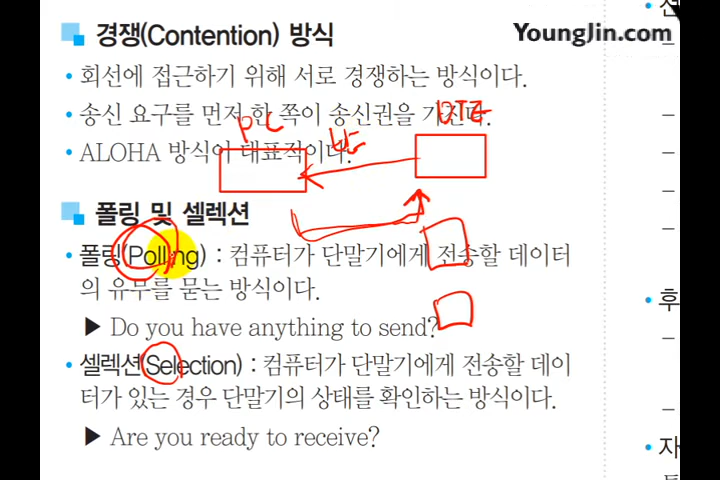 YoungJin.com
경쟁(Contention) 방식
• 회선에 접근하기 위해 서로 경쟁하는 방식이다.
• 송신 요구를 먼저 한 쪽이 송신권을 가진다.
PC
DTE
• ALOHA 방식이 대표적이다.
폴링 및 셀렉션
• 폴링(Polling) : 컴퓨터가 단말기에게 전송할 데이터
의 유무를 묻는 방식이다.
▶ Do you have anything to send?
• 셀렉션(Selection) : 컴퓨터가 단말기에게 전송할 데이
터가 있는 경우 단말기의 상태를 확인하는 방식이다.
▶ Are you ready to receive?
후
• 자